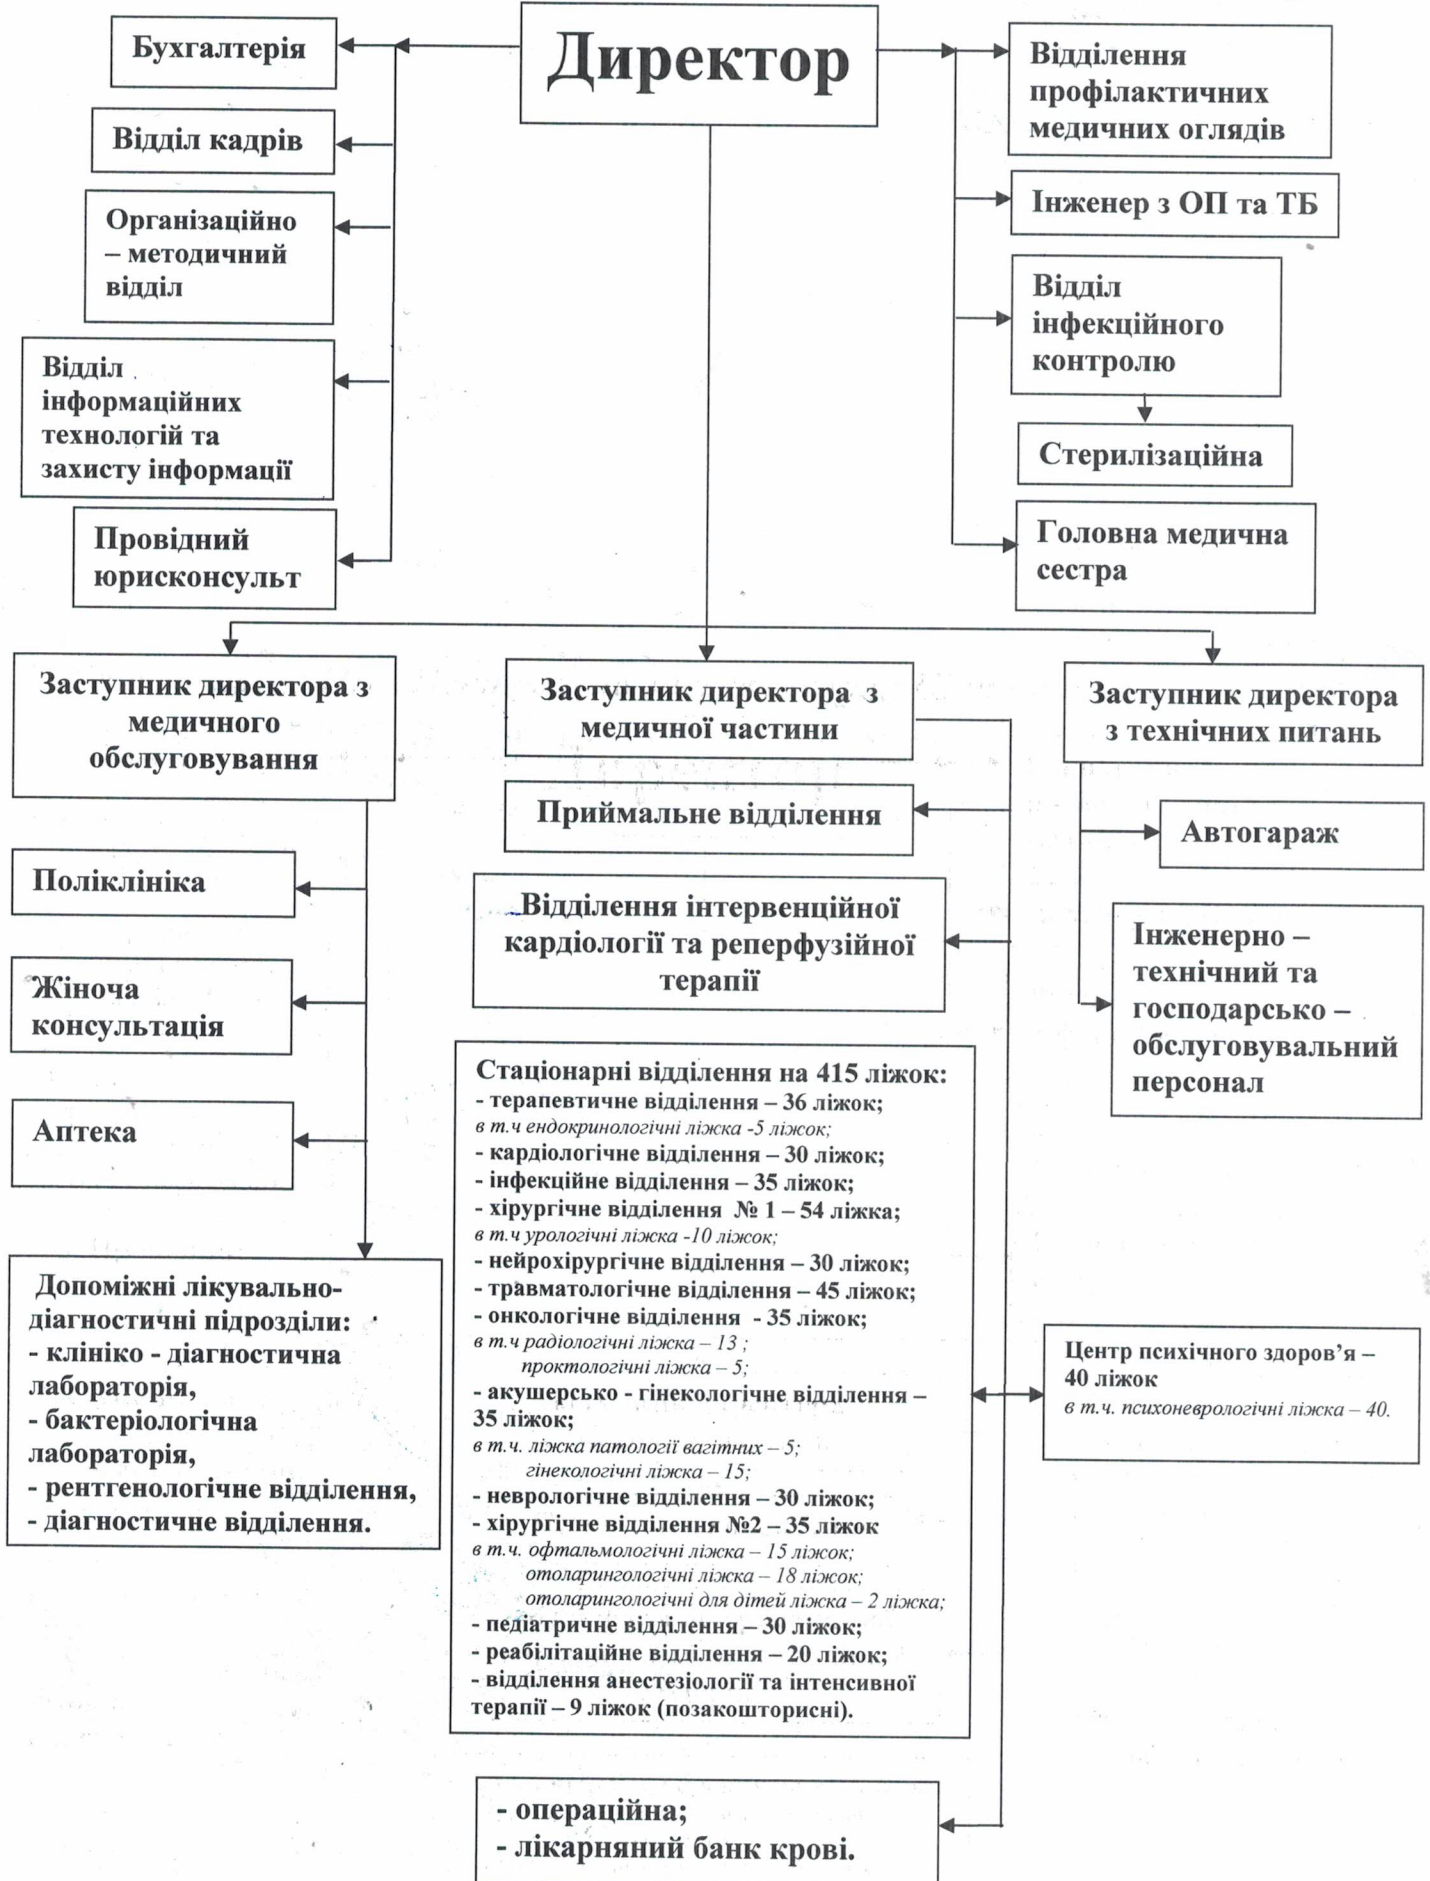 Директор
Бухгалтерія
Відділ кадрів
Організаційно
– методичний
відділ
Відділ
інформаційних
технологій та
захисту інформації
Провідний
юрисконсульт
Відділення
профілактичних
медичних оглядів
Інженер з ОП та ТБ
Відділ
інфекційного
контролю
Стерилізаційна
Головна медична
сестра
Заступник директора з
медичного
обслуговування
Поліклініка
Жіноча
консультація
Аптека
Допоміжні лікувально-
діагностичні підрозділи:
- клініко - діагностична
лабораторія,
- бактеріологічна
лабораторія,
- рентгенологічне відділення,
- діагностичне відділення.
Заступник директора з
медичної частини
Приймальне відділення
Відділення інтервенційної
кардіології та реперфузійної
терапії
Стаціонарні відділення на 415 ліжок:
- терапевтичне відділення – 36 ліжок;
в т.ч ендокринологічні ліжка -5 ліжок;
- кардіологічне відділення – 30 ліжок;
- інфекційне відділення – 35 ліжок;
- хірургічне відділення № 1 – 54 ліжка;
в т.ч урологічні ліжка -10 ліжок;
- нейрохірургічне відділення – 30 ліжок;
- травматологічне відділення – 45 ліжок;
- онкологічне відділення - 35 ліжок;
в т.ч радіологічні ліжка – 13 ;
проктологічні ліжка – 5;
- акушерсько - гінекологічне відділення –
35 ліжок;
в т.ч. ліжка патології вагітних – 5;
гінекологічні ліжка – 15;
- неврологічне відділення – 30 ліжок;
- хірургічне відділення №2 – 35 ліжок
в т.ч. офтальмологічні ліжка – 15 ліжок;
отоларингологічні ліжка – 18 ліжок;
отоларингологічні для дітей ліжка – 2 ліжка;
- педіатричне відділення – 30 ліжок;
- реабілітаційне відділення – 20 ліжок;
- відділення анестезіології та інтенсивної
терапії – 9 ліжок (позакошторисні).
- операційна;
- лікарняний банк крові.
Заступник директора
з технічних питань
Автогараж
Інженерно –
технічний та
господарсько –
обслуговувальний
персонал
Центр психічного здоров’я –
40 ліжок
в т.ч. психоневрологічні ліжка – 40.